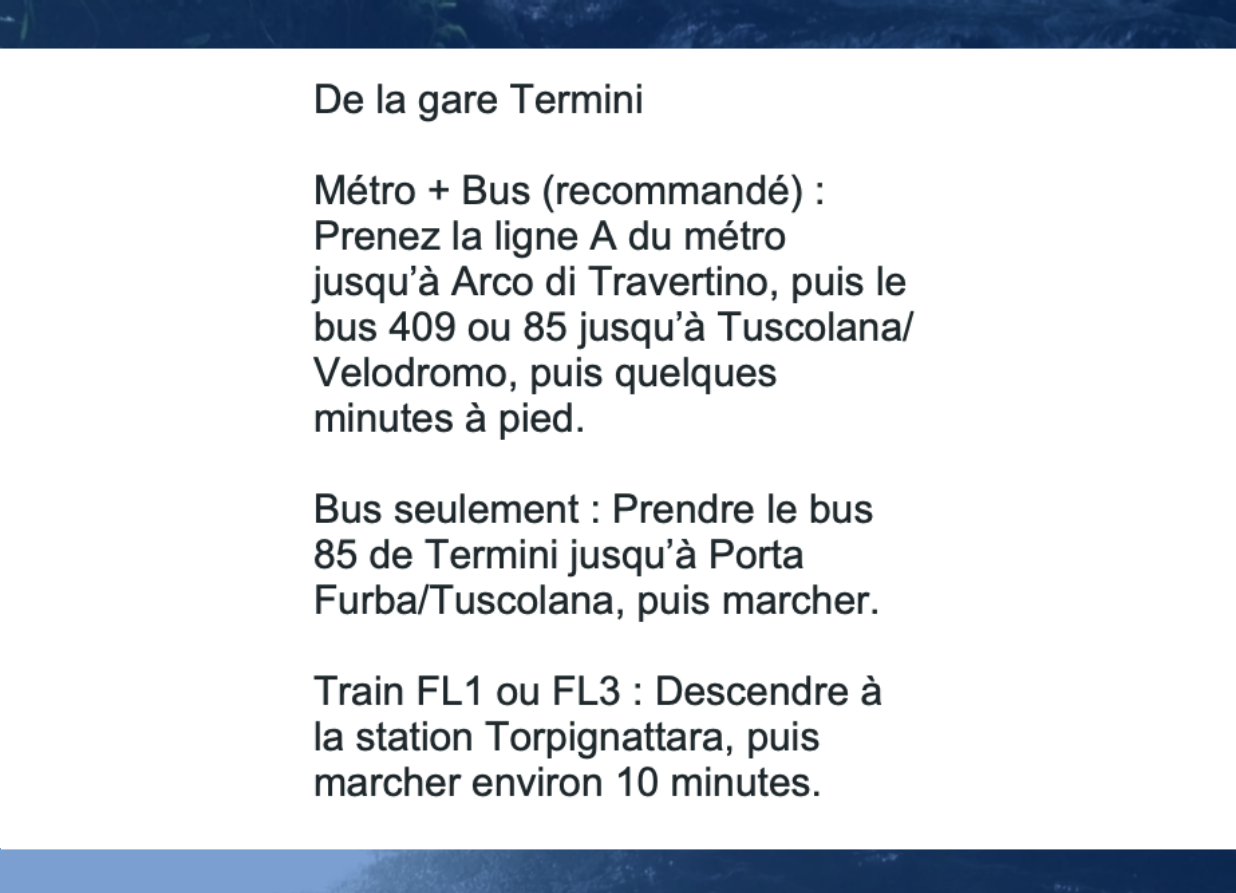 De la gare Termini
Métro + Bus (recommandé) :
Prenez la ligne A du métro
jusqu’à Arco di Travertino, puis le
bus 409 ou 85 jusqu’à Tuscolana/
Velodromo, puis quelques
minutes à pied.
Bus seulement : Prendre le bus
85 de Termini jusqu’à Porta
Furba/Tuscolana, puis marcher.
Train FL1 ou FL3 : Descendre à
la station Torpignattara, puis
marcher environ 10 minutes.